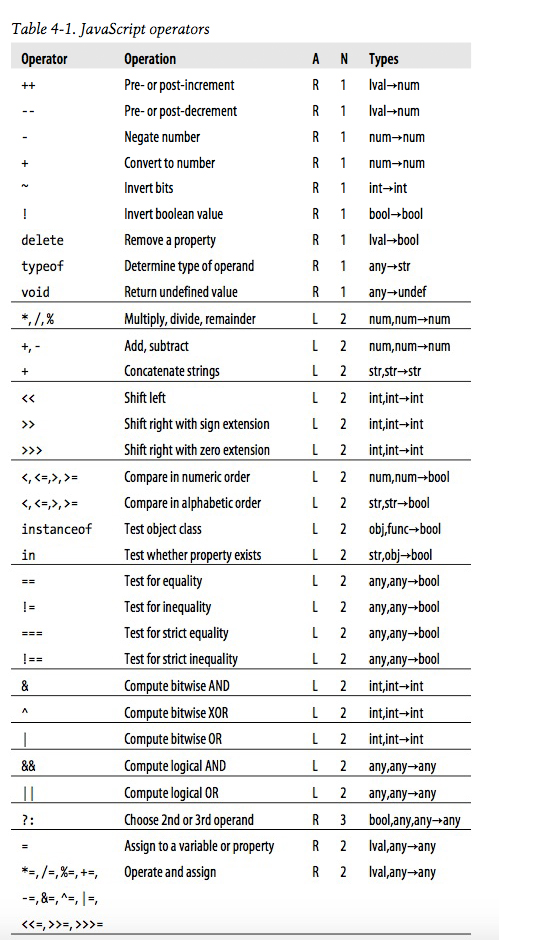 Table 4-1. JavaScript operators
Operator Operation A N Types
++ Pre- or post-increment R 1 lval→num
-- Pre- or post-decrement R 1 lval→num
- Negate number R 1 num→num
+ Convert to number R 1 num→num
~ Invert bits R 1 int→int
! Invert boolean value R 1 bool→bool
delete Remove a property R 1 lval→bool
typeof Determine type of operand R 1 any→str
void Return undefined value R 1 any→undef
*,/,% Multiply, divide, remainder L 2 num,num→num
+,- Add, subtract L 2 num,num→num
+ Concatenate strings L 2 str,str→str
<< Shift left L 2 int,int→int
>> Shift right with sign extension L 2 int,int→int
>>> Shift right with zero extension L 2 int,int→int
<,<=,>,>= Compare in numeric order L 2 num,num→bool
<,<=,>,>= Compare in alphabetic order L 2 str,str→bool
instanceof Test object class L 2 obj,func→bool
in Test whether property exists L 2 str,obj→bool
== Test for equality L 2 any,any→bool
!= Test for inequality L 2 any,any→bool
=== Test for strict equality L 2 any,any→bool
!== Test for strict inequality L 2 any,any→bool
& Compute bitwise AND L 2 int,int→int
^ Compute bitwise XOR L 2 int,int→int
| Compute bitwise OR L 2 int,int→int
&& Compute logical AND L 2 any,any→any
|| Compute logical OR L 2 any,any→any
?: Choose 2nd or 3rd operand R 3 bool,any,any→any
= Assign to a variable or property R 2 lval,any→any
*=,/=,%=,+=, Operate and assign R 2 lval,any→any
-=,&=,^=,|=,
<<=,>>=,>>>=